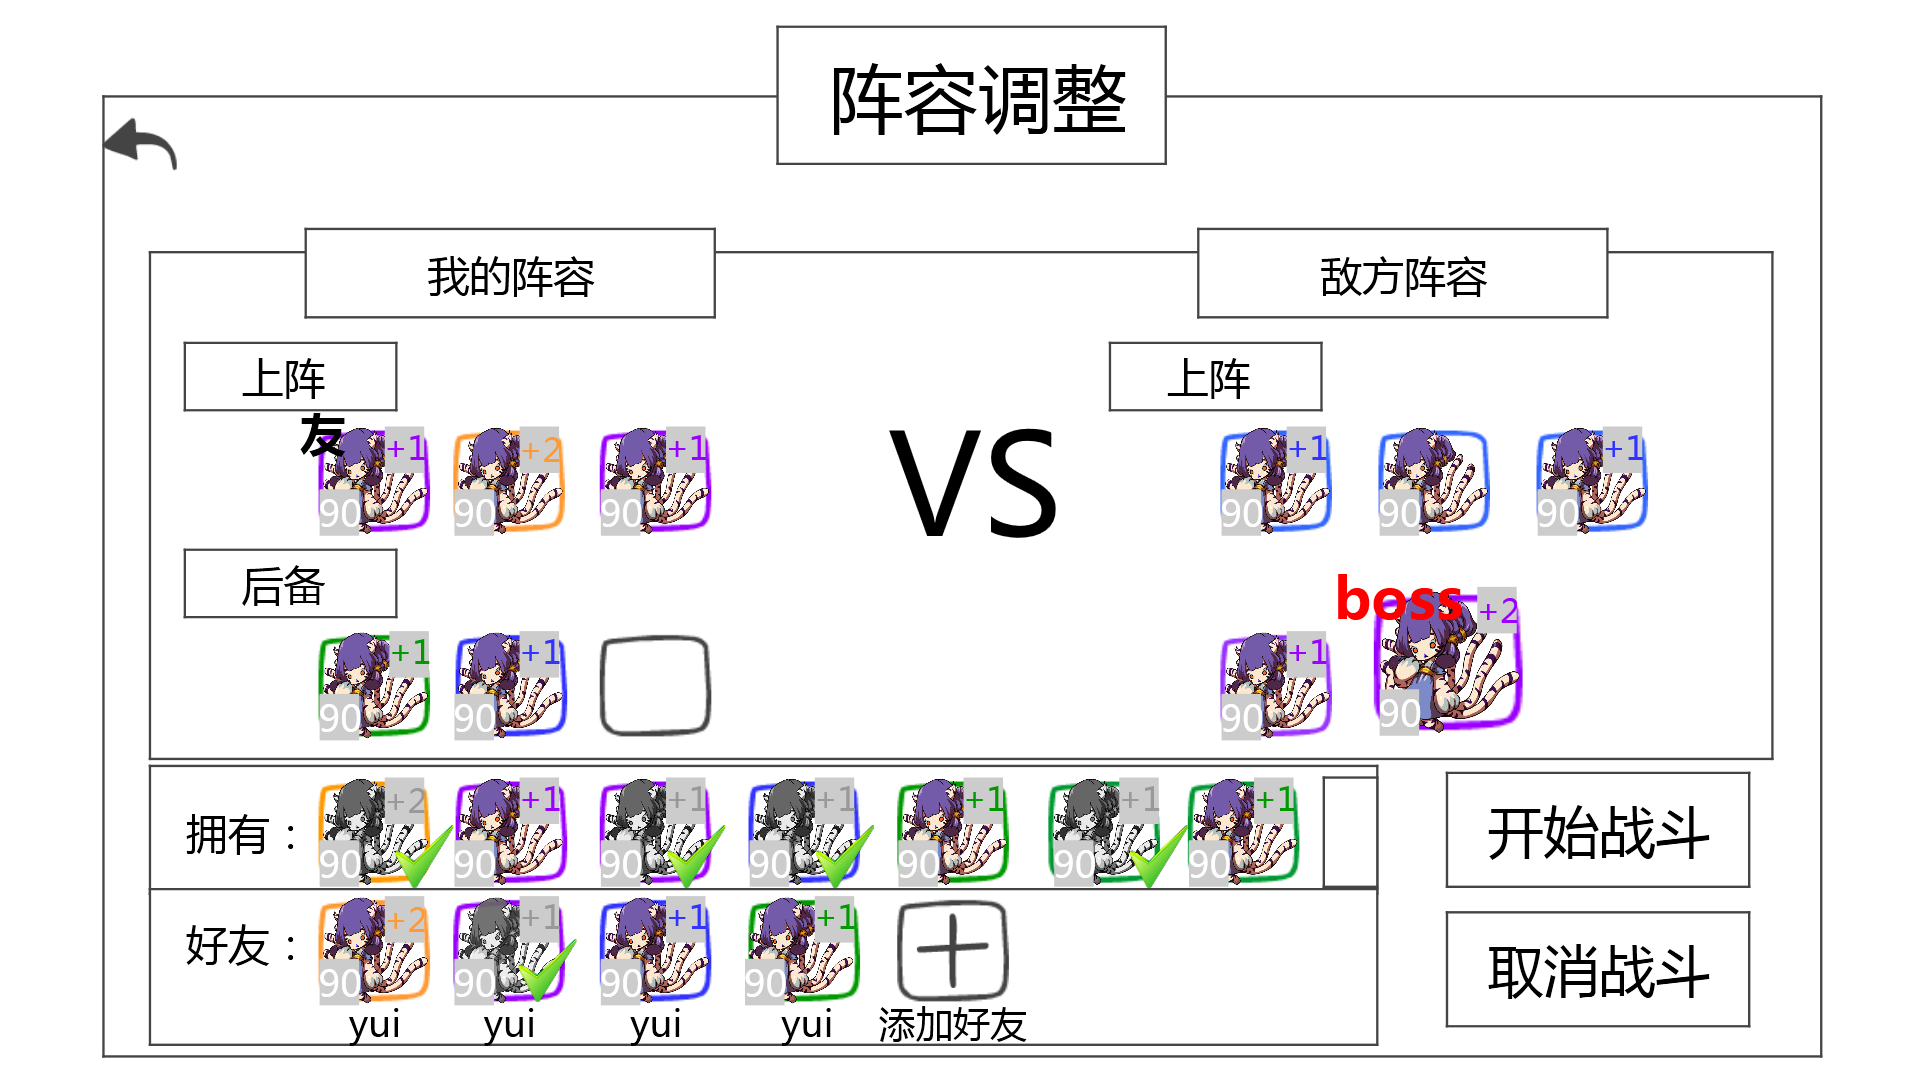 阵容调整
我的阵容
敌方阵容
上阵
上阵
友
+1 +2 +1
90 90 90
VS
+1 +1
90 90 90
后备
+1 +1
90 90
boss
+1 +2
90 90
拥有：
+2 +1 +1 +1 +1 +1 +1
90 90 90 90 90 90 90
开始战斗
好友：
+2 +1 +1 +1
90 90 90 90
yui yui yui yui 添加好友
取消战斗